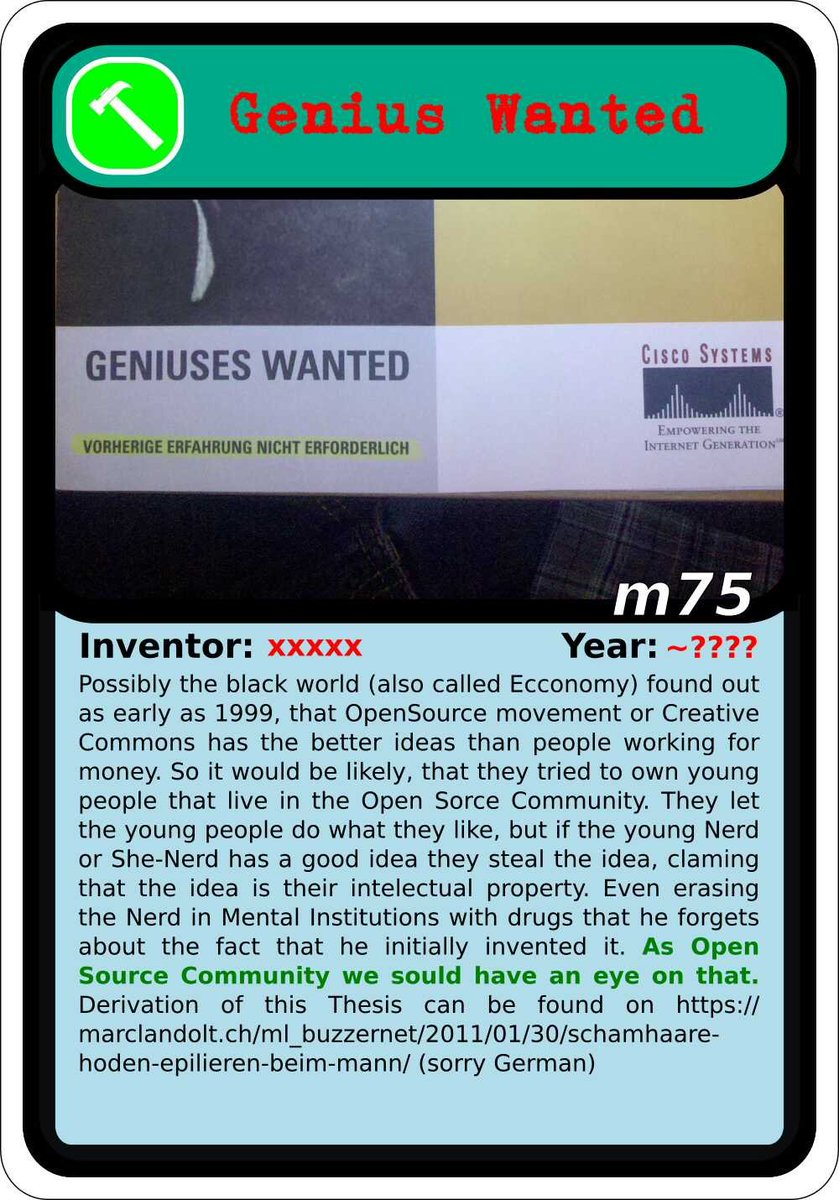 Genius Wanted
GENIUSES WANTED
VORHERIGE ERFAHRUNG NICHT ERFORDERLICH
CISCO SYSTEMS
®
EMPOWERING THE
INTERNET GENERATION℠
m75
Inventor: xxxxx Year: ~????
Possibly the black world (also called Ecconomy) found out
as early as 1999, that OpenSource movement or Creative
Commons has the better ideas than people working for
money. So it would be likely, that they tried to own young
people that live in the Open Sorce Community. They let
the young people do what they like, but if the young Nerd
or She-Nerd has a good idea they steal the idea, claming
that the idea is their intelectual property. Even erasing
the Nerd in Mental Institutions with drugs that he forgets
about the fact that he initially invented it. As Open
Source Community we sould have an eye on that.
Derivation of this Thesis can be found on https://
marclandolt.ch/ml_buzzernet/2011/01/30/schamhaare-
hoden-epilieren-beim-mann/ (sorry German)